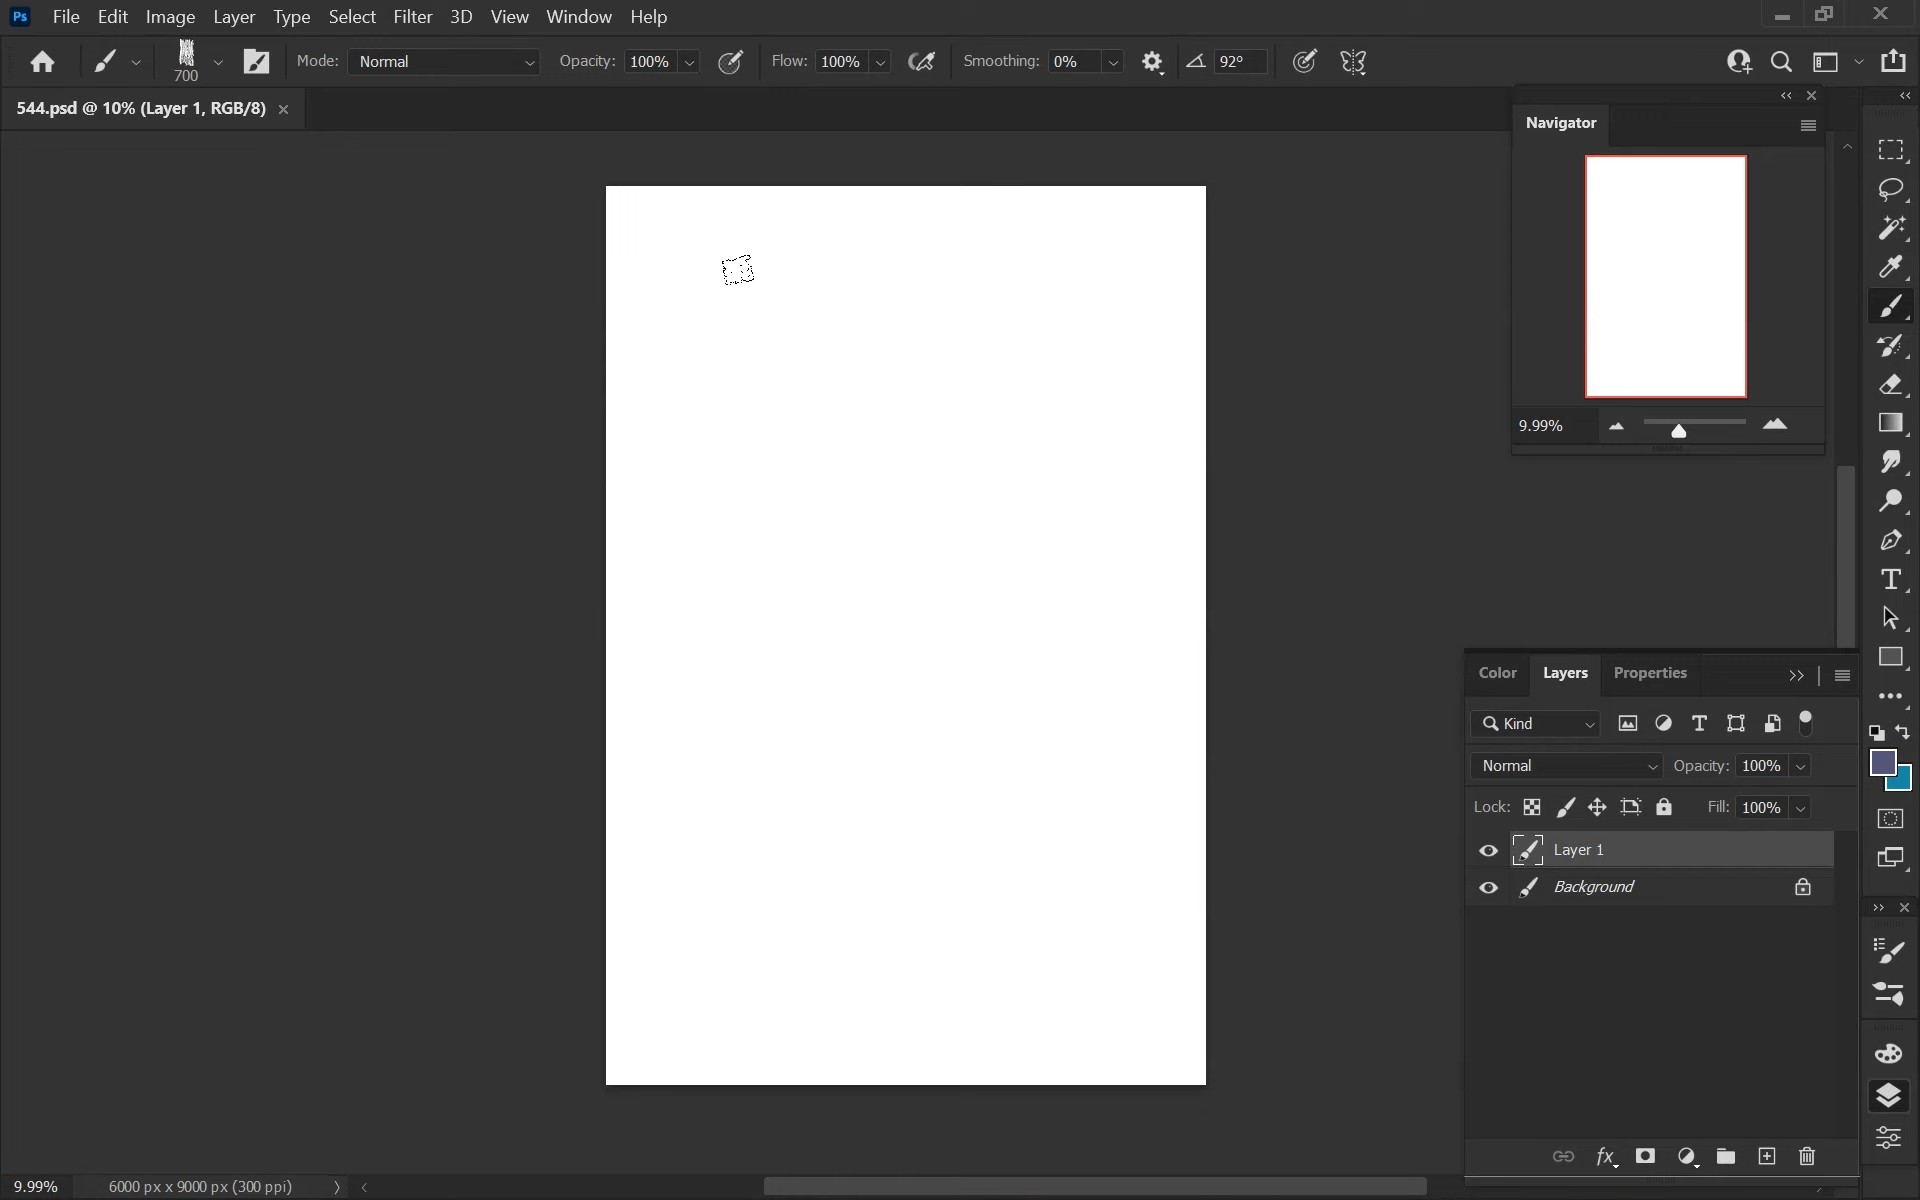 Ps File Edit Image Layer Type Select Filter 3D View Window Help
700 Mode: Normal Opacity: 100% Flow: 100% Smoothing: 0% 92°
544.psd @ 10% (Layer 1, RGB/8)
Navigator
9.99%
Color Layers Properties
Kind
Normal Opacity: 100%
Lock: Fill: 100%
Layer 1
Background
fx
9.99% 6000 px x 9000 px (300 ppi)